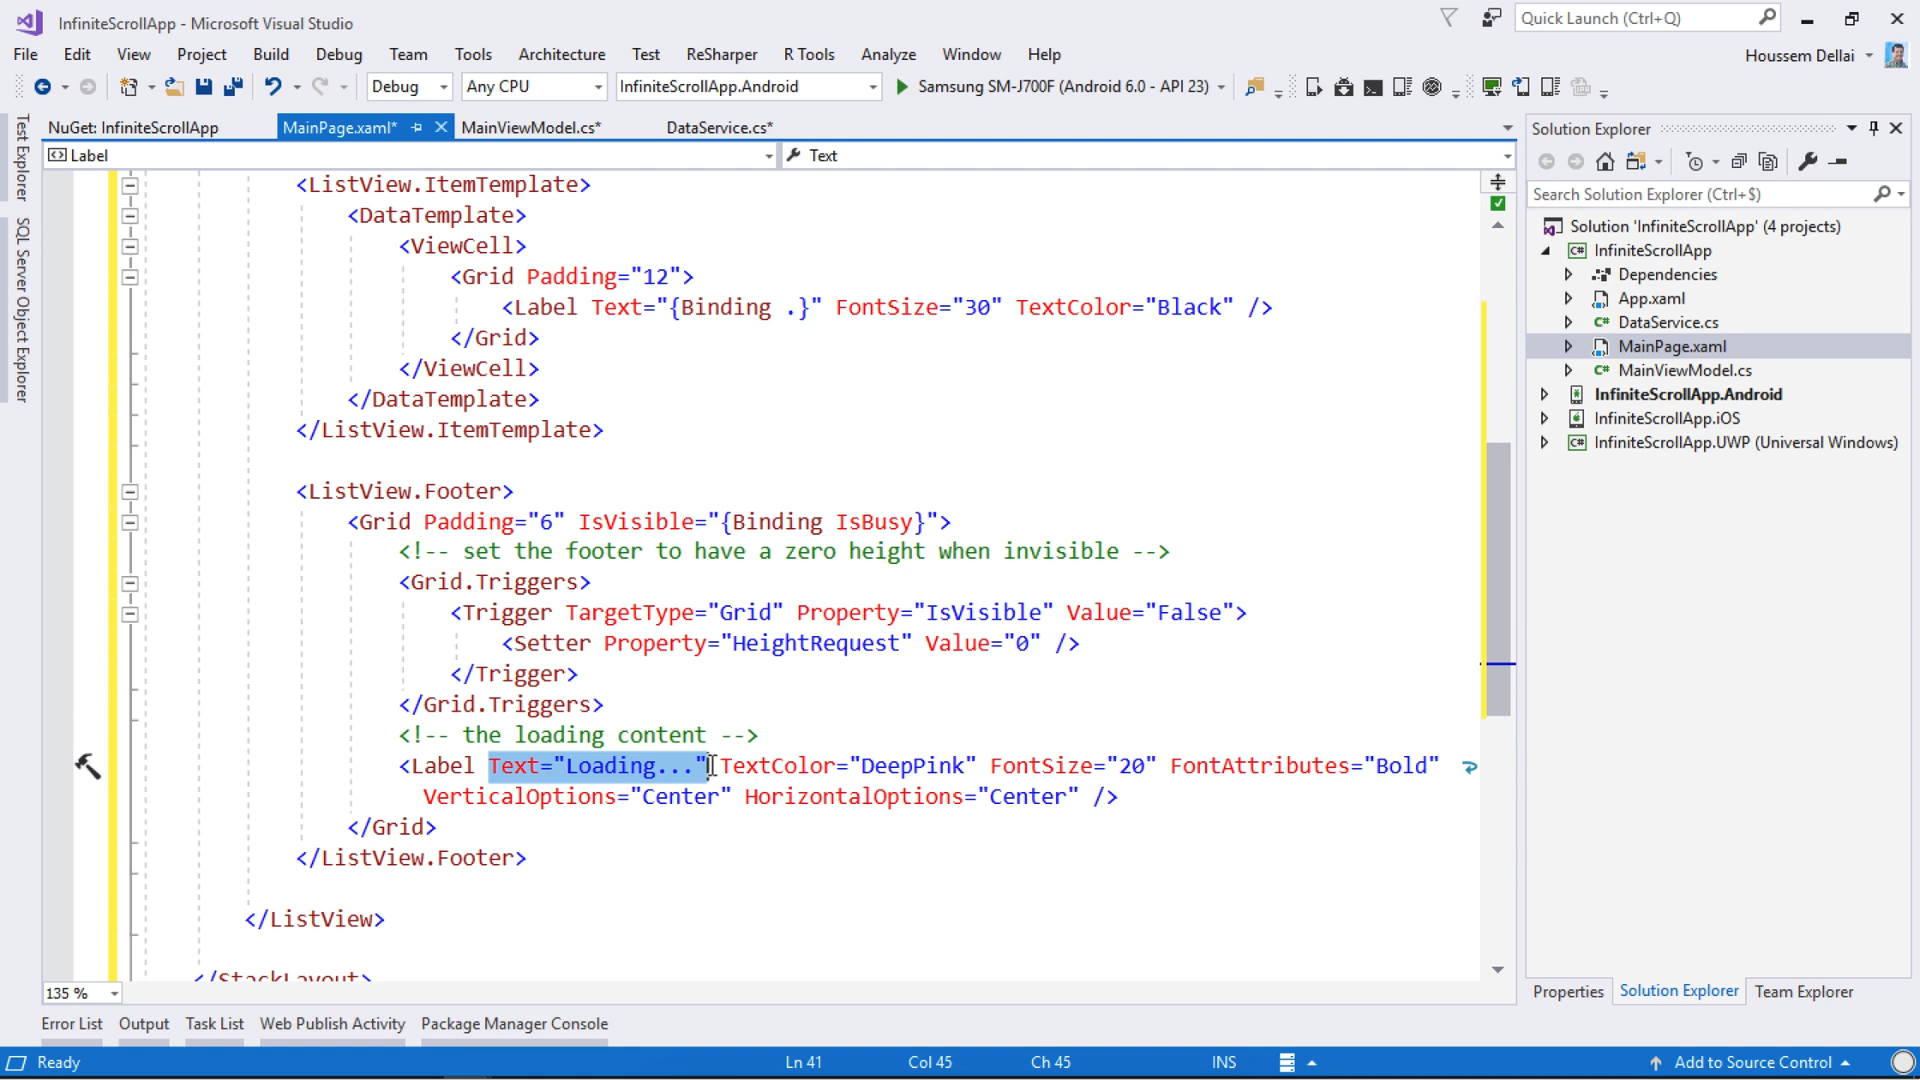 InfiniteScrollApp - Microsoft Visual Studio
Quick Launch (Ctrl+Q)
File Edit View Project Build Debug Team Tools Architecture Test ReSharper R Tools Analyze Window Help
Houssem Dellai
Debug Any CPU InfiniteScrollApp.Android Samsung SM-J700F (Android 6.0 - API 23)
Test Explorer
SQL Server Object Explorer
NuGet: InfiniteScrollApp MainPage.xaml* MainViewModel.cs* DataService.cs*
Label Text
<ListView.ItemTemplate>
<DataTemplate>
<ViewCell>
<Grid Padding="12">
<Label Text="{Binding .}" FontSize="30" TextColor="Black" />
</Grid>
</ViewCell>
</DataTemplate>
</ListView.ItemTemplate>
<ListView.Footer>
<Grid Padding="6" IsVisible="{Binding IsBusy}">
<!-- set the footer to have a zero height when invisible -->
<Grid.Triggers>
<Trigger TargetType="Grid" Property="IsVisible" Value="False">
<Setter Property="HeightRequest" Value="0" />
</Trigger>
</Grid.Triggers>
<!-- the loading content -->
<Label Text="Loading..." TextColor="DeepPink" FontSize="20" FontAttributes="Bold"
VerticalOptions="Center" HorizontalOptions="Center" />
</Grid>
</ListView.Footer>
</ListView>
</StackLayout>
135 %
Solution Explorer
Search Solution Explorer (Ctrl+$)
Solution 'InfiniteScrollApp' (4 projects)
InfiniteScrollApp
Dependencies
App.xaml
DataService.cs
MainPage.xaml
MainViewModel.cs
InfiniteScrollApp.Android
InfiniteScrollApp.iOS
InfiniteScrollApp.UWP (Universal Windows)
Properties Solution Explorer Team Explorer
Error List Output Task List Web Publish Activity Package Manager Console
Ready Ln 41 Col 45 Ch 45 INS Add to Source Control